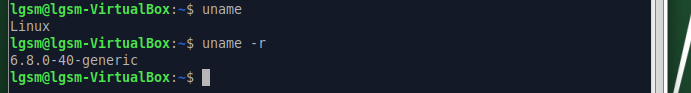 lgsm@lgsm-VirtualBox:~$ uname
Linux
lgsm@lgsm-VirtualBox:~$ uname -r
6.8.0-40-generic
lgsm@lgsm-VirtualBox:~$